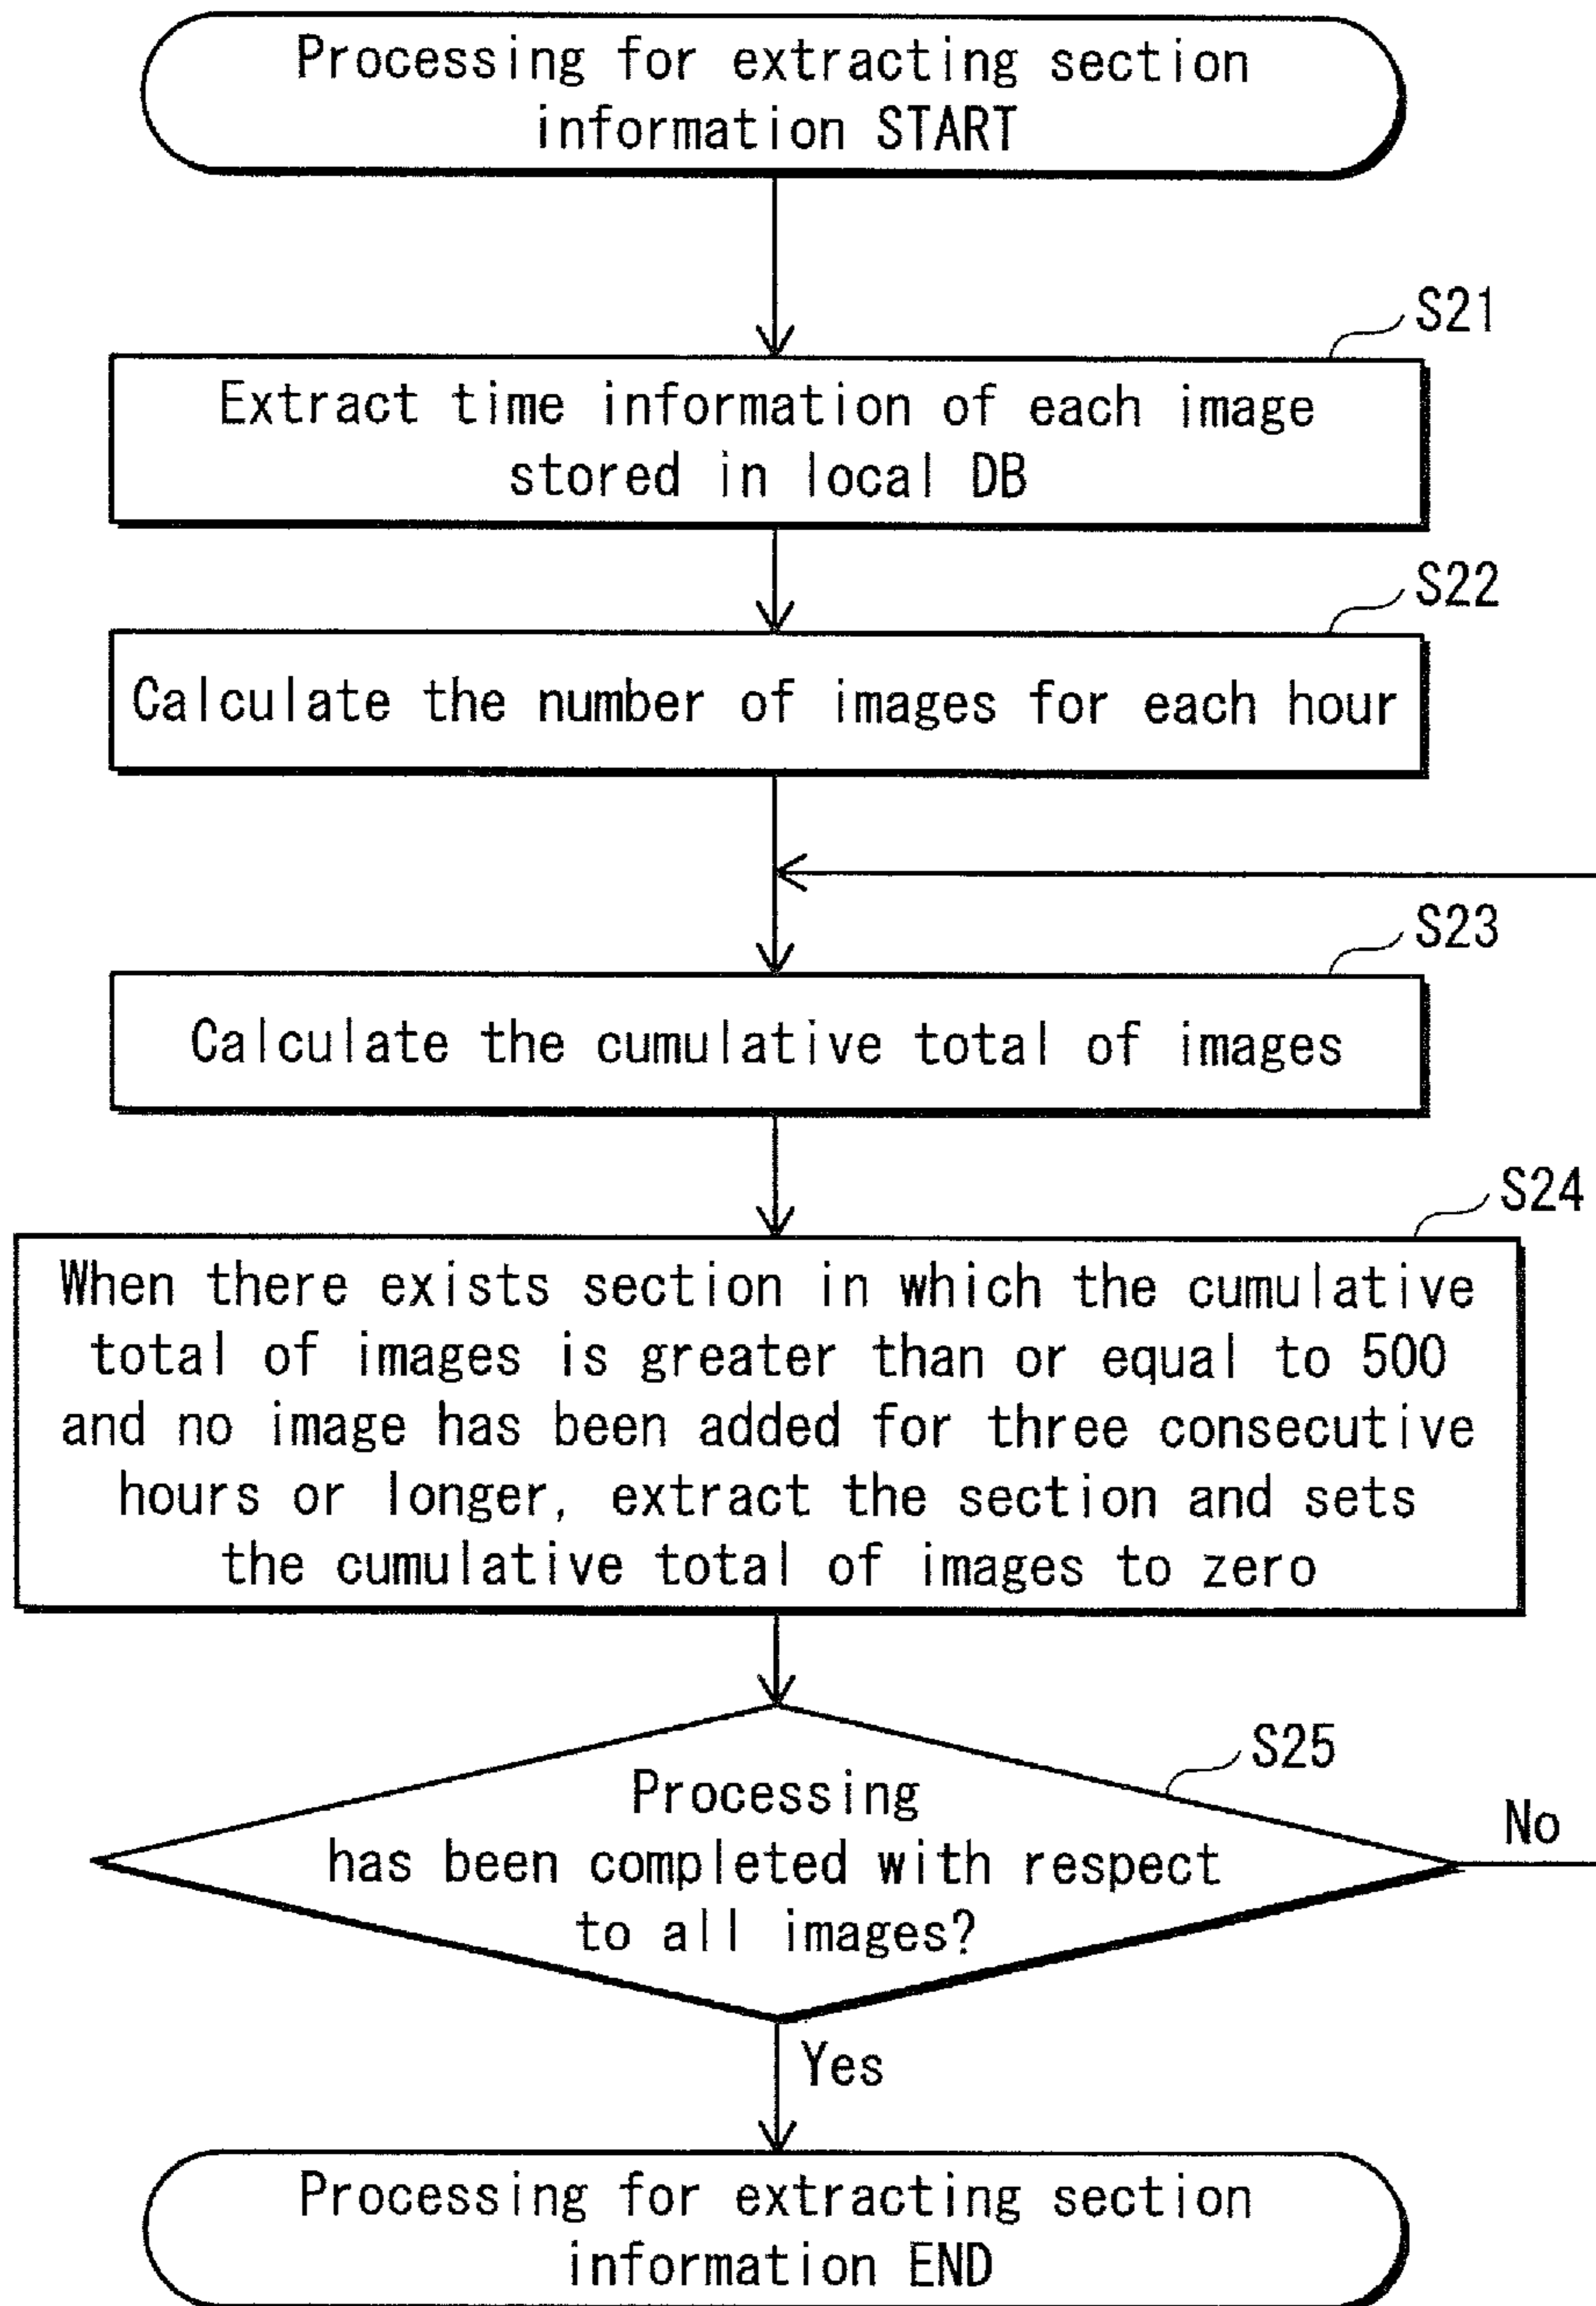 Processing for extracting section
information START
S21
Extract time information of each image
stored in local DB
S22
Calculate the number of images for each hour
S23
Calculate the cumulative total of images
S24
When there exists section in which the cumulative
total of images is greater than or equal to 500
and no image has been added for three consecutive
hours or longer, extract the section and sets
the cumulative total of images to zero
S25
Processing
has been completed with respect
to all images?
No
Yes
Processing for extracting section
information END